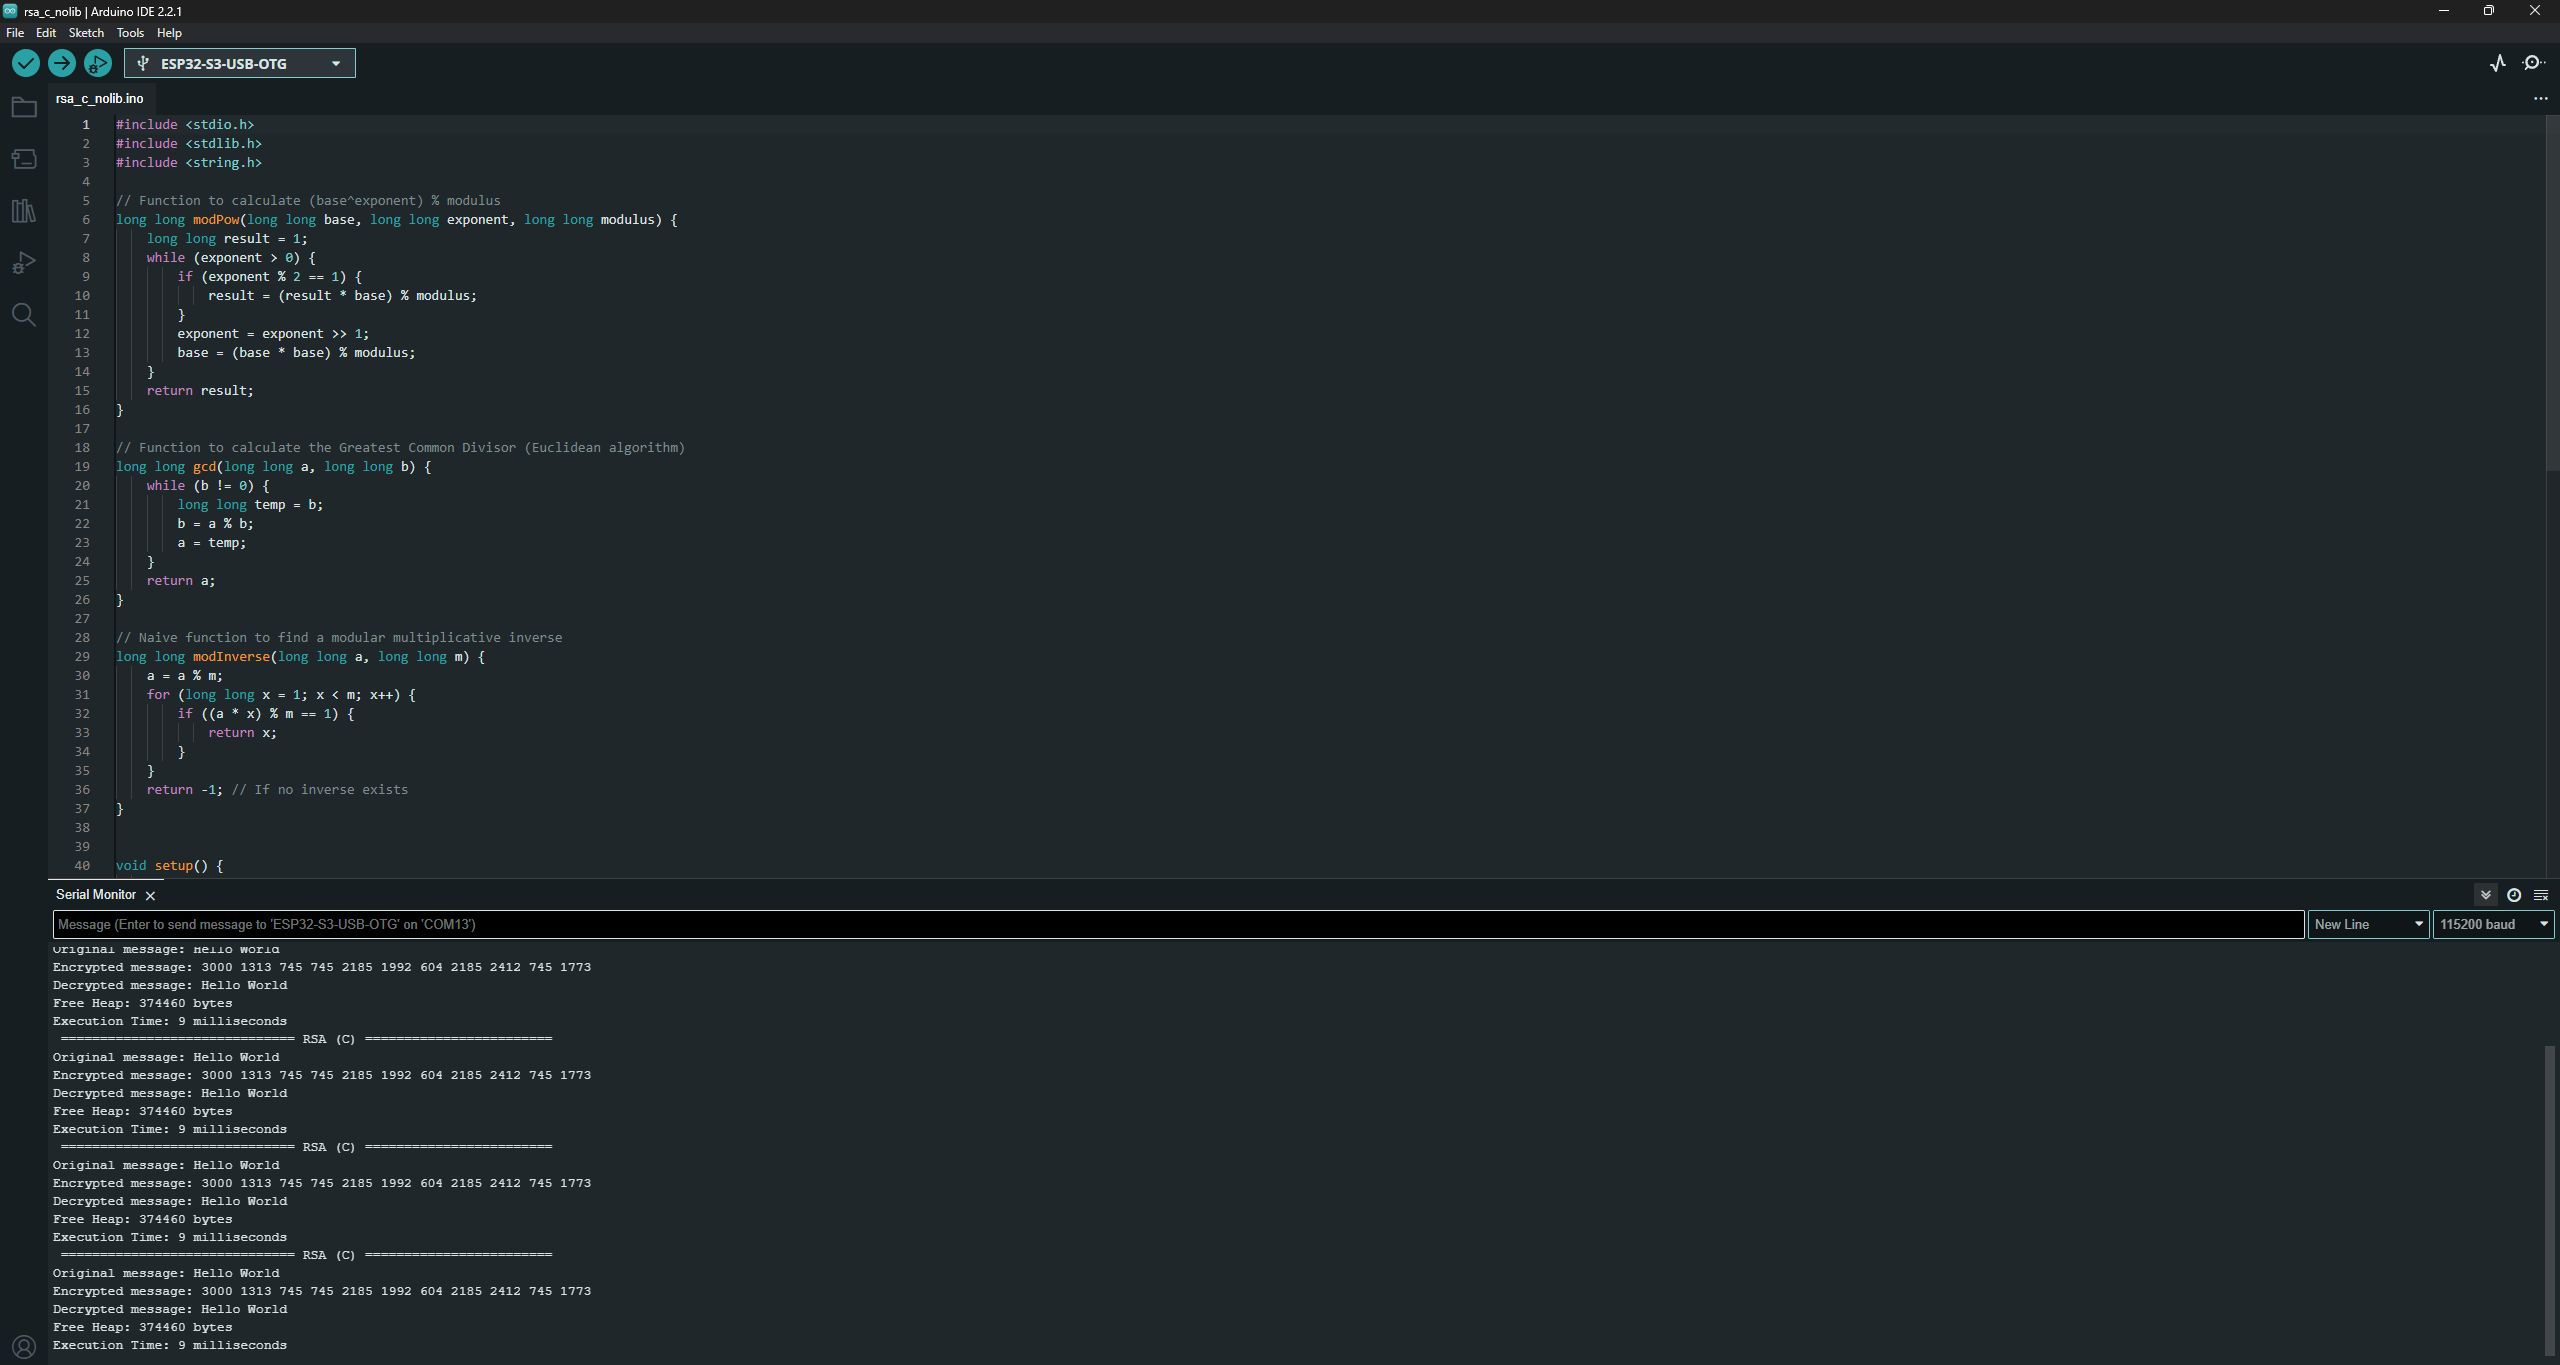 rsa_c_nolib | Arduino IDE 2.2.1
File Edit Sketch Tools Help
ESP32-S3-USB-OTG
rsa_c_nolib.ino
1 #include <stdio.h>
2 #include <stdlib.h>
3 #include <string.h>
4
5 // Function to calculate (base^exponent) % modulus
6 long long modPow(long long base, long long exponent, long long modulus) {
7 long long result = 1;
8 while (exponent > 0) {
9 if (exponent % 2 == 1) {
10 result = (result * base) % modulus;
11 }
12 exponent = exponent >> 1;
13 base = (base * base) % modulus;
14 }
15 return result;
16 }
17
18 // Function to calculate the Greatest Common Divisor (Euclidean algorithm)
19 long long gcd(long long a, long long b) {
20 while (b != 0) {
21 long long temp = b;
22 b = a % b;
23 a = temp;
24 }
25 return a;
26 }
27
28 // Naive function to find a modular multiplicative inverse
29 long long modInverse(long long a, long long m) {
30 a = a % m;
31 for (long long x = 1; x < m; x++) {
32 if ((a * x) % m == 1) {
33 return x;
34 }
35 }
36 return -1; // If no inverse exists
37 }
38
39
40 void setup() {
Serial Monitor
Message (Enter to send message to 'ESP32-S3-USB-OTG' on 'COM13')
New Line
115200 baud
Original message: Hello World
Encrypted message: 3000 1313 745 745 2185 1992 604 2185 2412 745 1773
Decrypted message: Hello World
Free Heap: 374460 bytes
Execution Time: 9 milliseconds
============================== RSA (C) ========================
Original message: Hello World
Encrypted message: 3000 1313 745 745 2185 1992 604 2185 2412 745 1773
Decrypted message: Hello World
Free Heap: 374460 bytes
Execution Time: 9 milliseconds
============================== RSA (C) ========================
Original message: Hello World
Encrypted message: 3000 1313 745 745 2185 1992 604 2185 2412 745 1773
Decrypted message: Hello World
Free Heap: 374460 bytes
Execution Time: 9 milliseconds
============================== RSA (C) ========================
Original message: Hello World
Encrypted message: 3000 1313 745 745 2185 1992 604 2185 2412 745 1773
Decrypted message: Hello World
Free Heap: 374460 bytes
Execution Time: 9 milliseconds